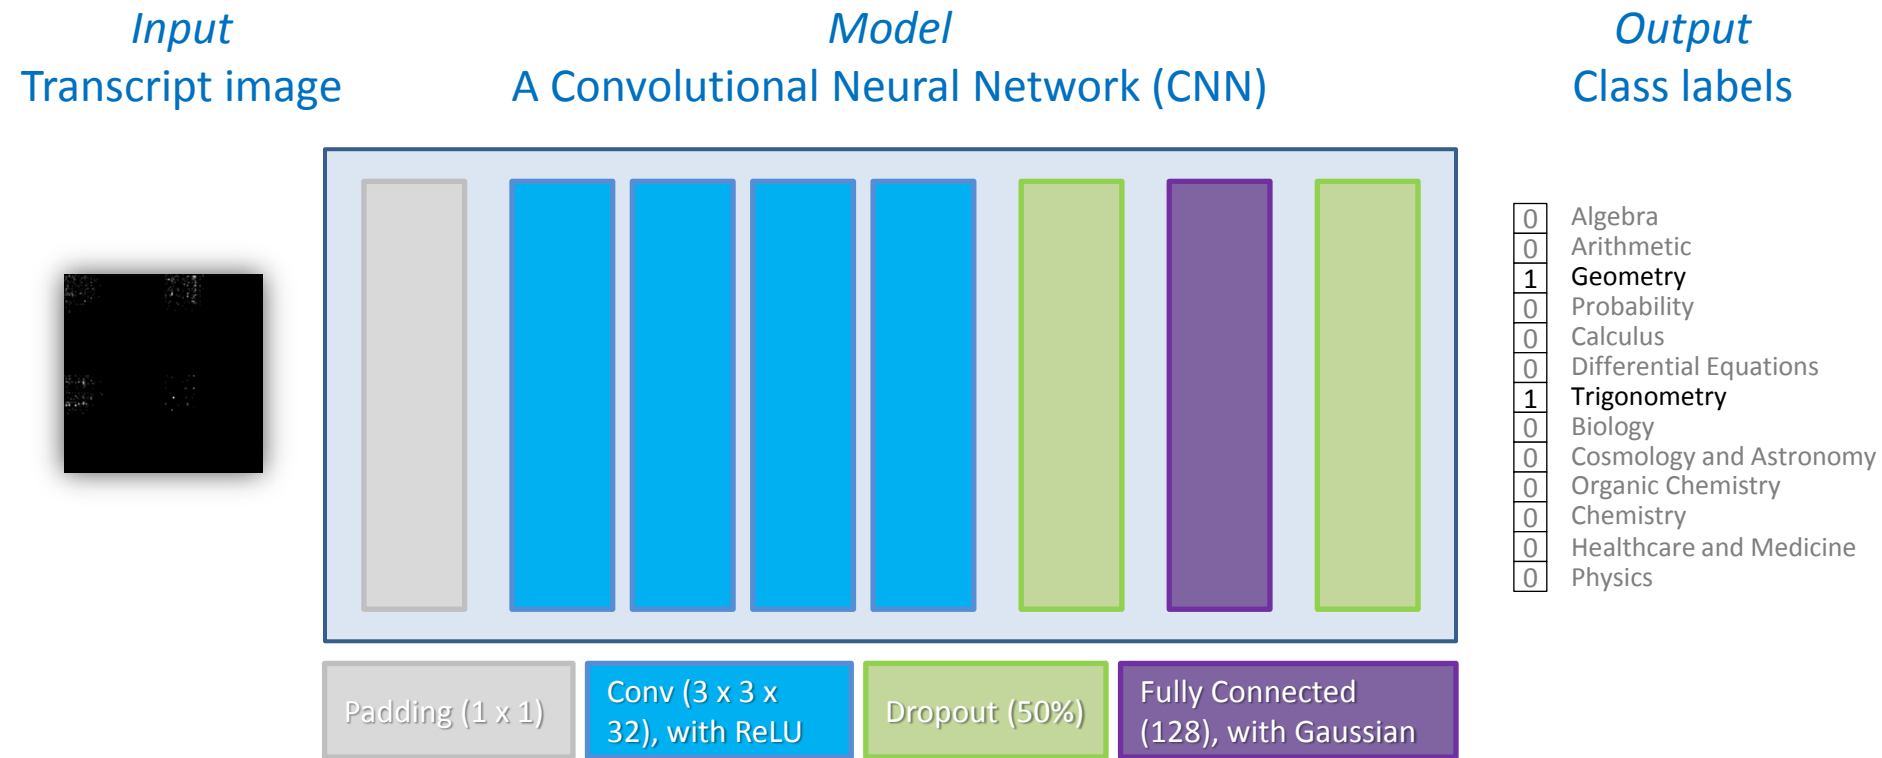 Input
Transcript image
Model
A Convolutional Neural Network (CNN)
Output
Class labels
0 Algebra
0 Arithmetic
1 Geometry
0 Probability
0 Calculus
0 Differential Equations
1 Trigonometry
0 Biology
0 Cosmology and Astronomy
0 Organic Chemistry
0 Chemistry
0 Healthcare and Medicine
0 Physics
Padding (1 x 1)
Conv (3 x 3 x
32), with ReLU
Dropout (50%)
Fully Connected
(128), with Gaussian